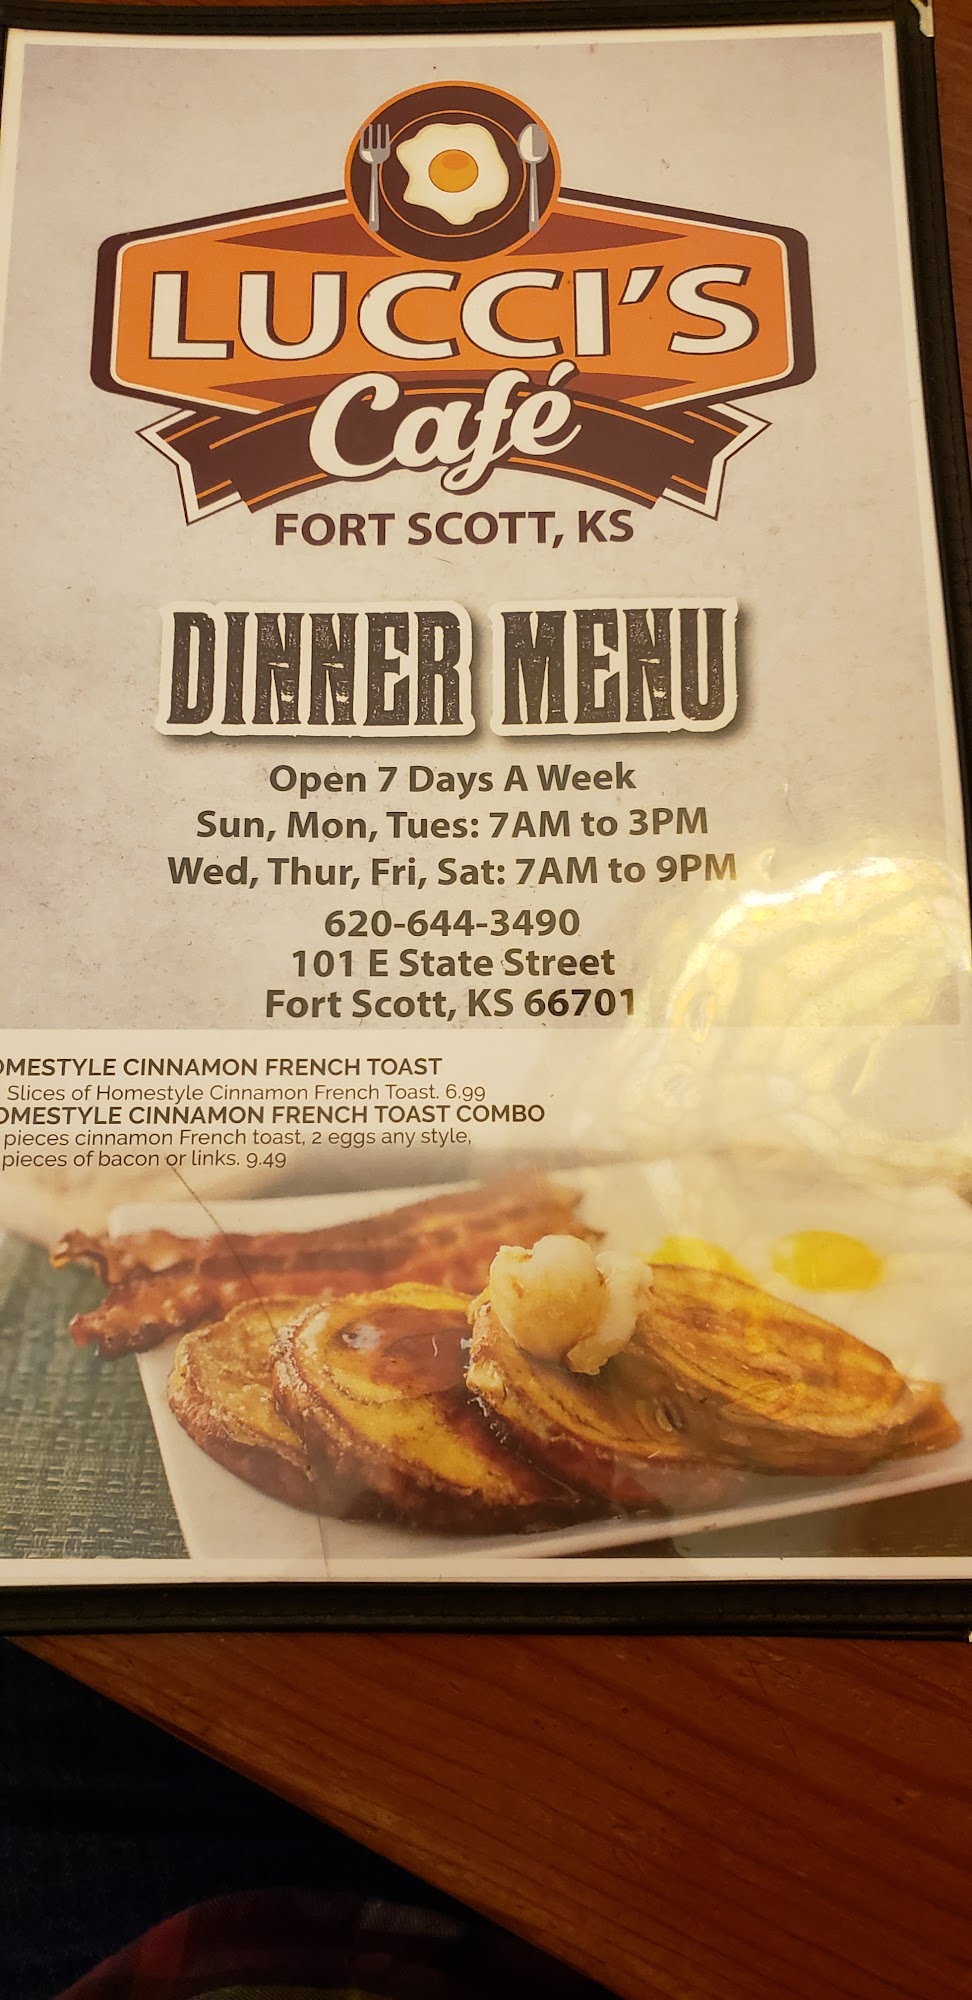 LUCCI'S
Café
FORT SCOTT, KS
DINNER MENU
Open 7 Days A Week
Sun, Mon, Tues: 7AM to 3PM
Wed, Thur, Fri, Sat: 7AM to 9PM
620-644-3490
101 E State Street
Fort Scott, KS 66701
OMESTYLE CINNAMON FRENCH TOAST
Slices of Homestyle Cinnamon French Toast. 6.99
OMESTYLE CINNAMON FRENCH TOAST COMBO
pieces cinnamon French toast, 2 eggs any style,
pieces of bacon or links. 9.49